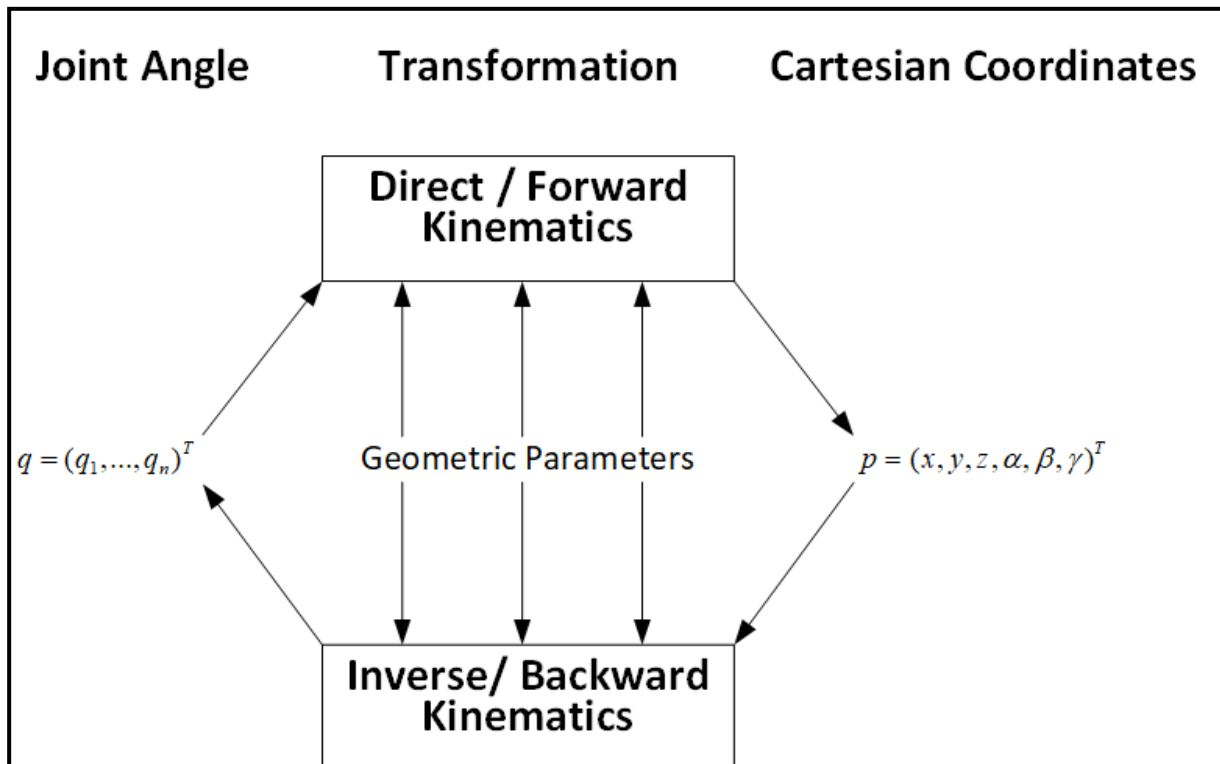 Joint Angle
Transformation
Cartesian Coordinates
Direct / Forward
Kinematics
q = (q₁,...,qₙ)ᵀ
Geometric Parameters
p = (x, y, z, α, β, γ)ᵀ
Inverse/ Backward
Kinematics